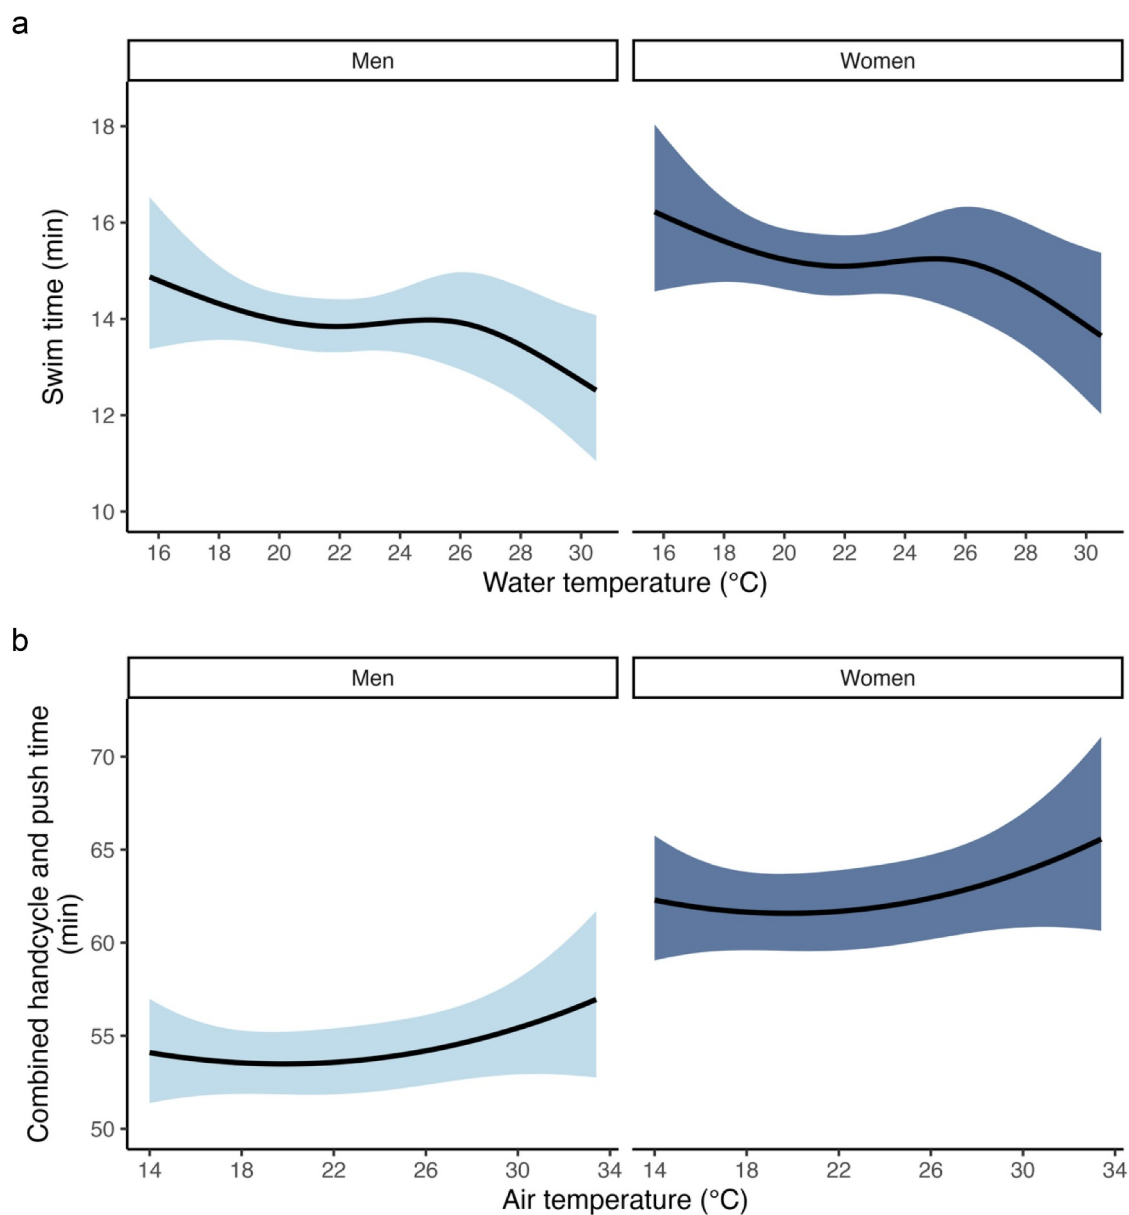 a
Men Women
18
16
14
12
10
Swim time (min)
16 18 20 22 24 26 28 30 16 18 20 22 24 26 28 30
Water temperature (°C)
b
Men Women
70
65
60
55
50
Combined handcycle and push time
(min)
14 18 22 26 30 34 14 18 22 26 30 34
Air temperature (°C)